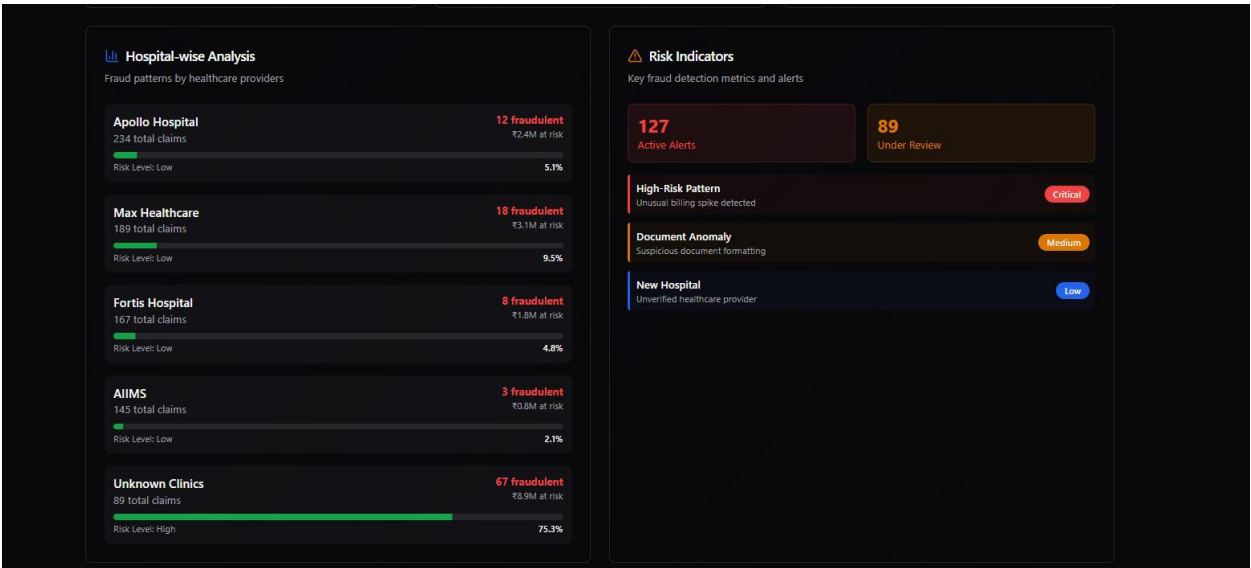 Hospital-wise Analysis
Fraud patterns by healthcare providers
Apollo Hospital
12 fraudulent
234 total claims
₹2.4M at risk
Risk Level: Low
5.1%
Max Healthcare
18 fraudulent
189 total claims
₹3.1M at risk
Risk Level: Low
9.5%
Fortis Hospital
8 fraudulent
167 total claims
₹1.8M at risk
Risk Level: Low
4.8%
AIIMS
3 fraudulent
145 total claims
₹0.8M at risk
Risk Level: Low
2.1%
Unknown Clinics
67 fraudulent
89 total claims
₹8.9M at risk
Risk Level: High
75.3%
Risk Indicators
Key fraud detection metrics and alerts
127
Active Alerts
89
Under Review
High-Risk Pattern
Unusual billing spike detected
Critical
Document Anomaly
Suspicious document formatting
Medium
New Hospital
Unverified healthcare provider
Low